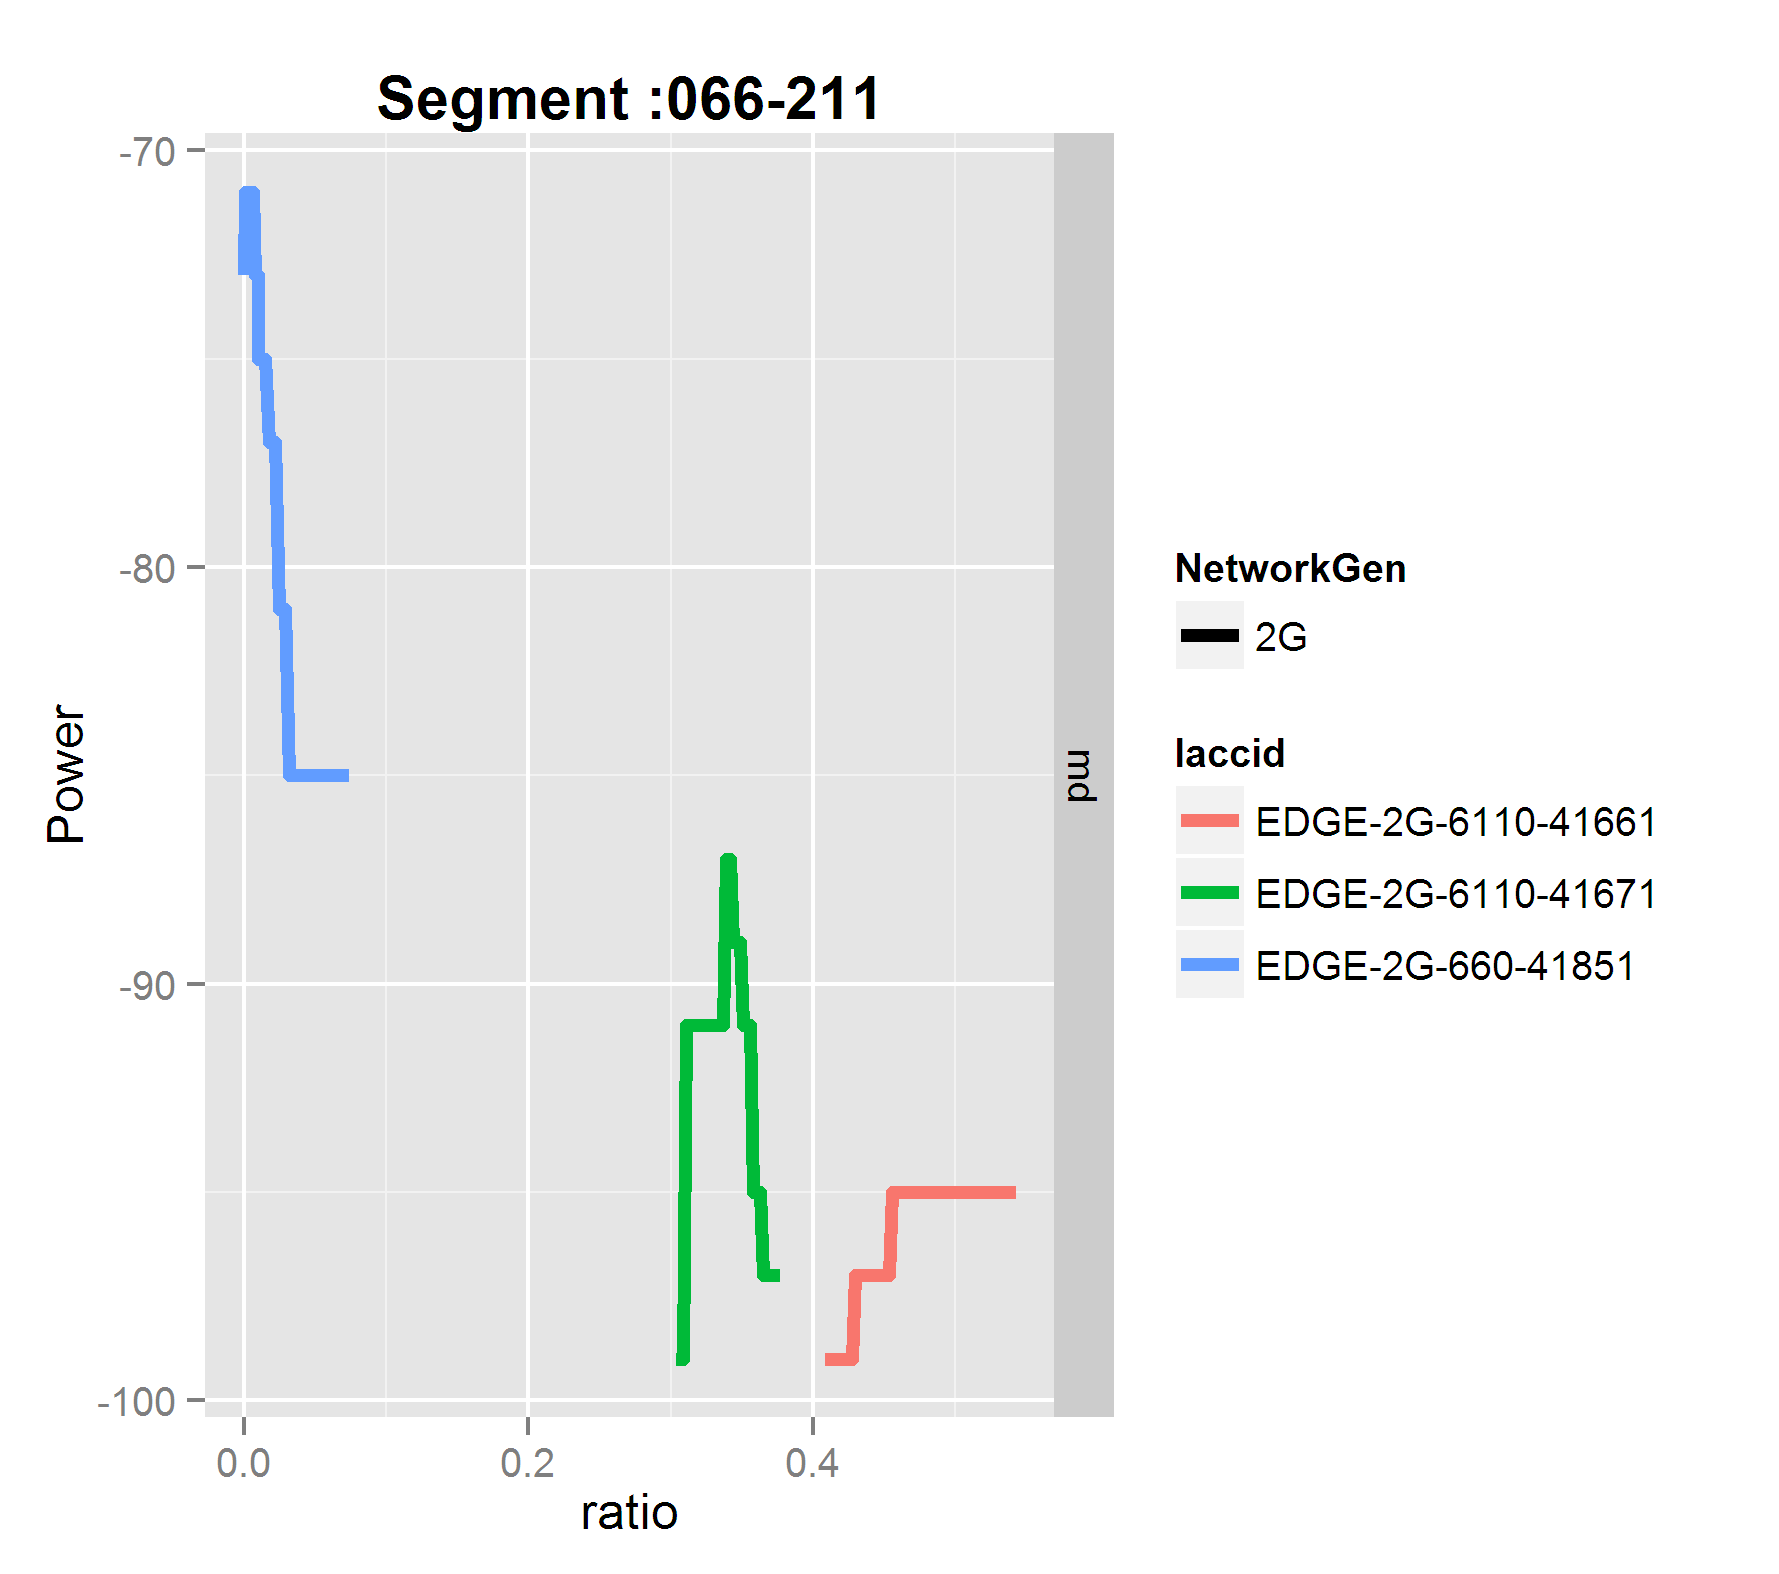 Segment :066-211
-70
-80
-90
-100
Power
0.0 0.2 0.4
ratio
md
NetworkGen
2G
laccid
EDGE-2G-6110-41661
EDGE-2G-6110-41671
EDGE-2G-660-41851